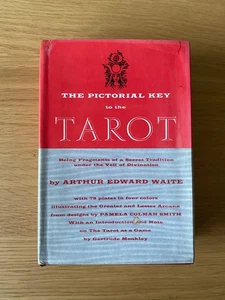 THE PICTORIAL KEY
to the
TAROT
Being Fragments of a Secret Tradition
under the Veil of Divination
by ARTHUR EDWARD WAITE
with 78 plates in four colors
illustrating the Greater and Lesser Arcana
from designs by PAMELA COLMAN SMITH
With an Introduction and Note
on The Tarot as a Game
by Gertrude Moakley